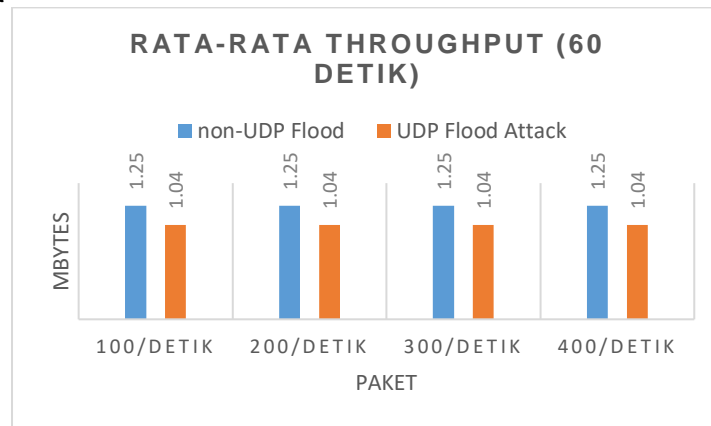 RATA-RATA THROUGHPUT (60
DETIK)
non-UDP Flood UDP Flood Attack
1.25 1.04 1.25 1.04 1.25 1.04 1.25 1.04
MBYTES
100/DETIK 200/DETIK 300/DETIK 400/DETIK
PAKET